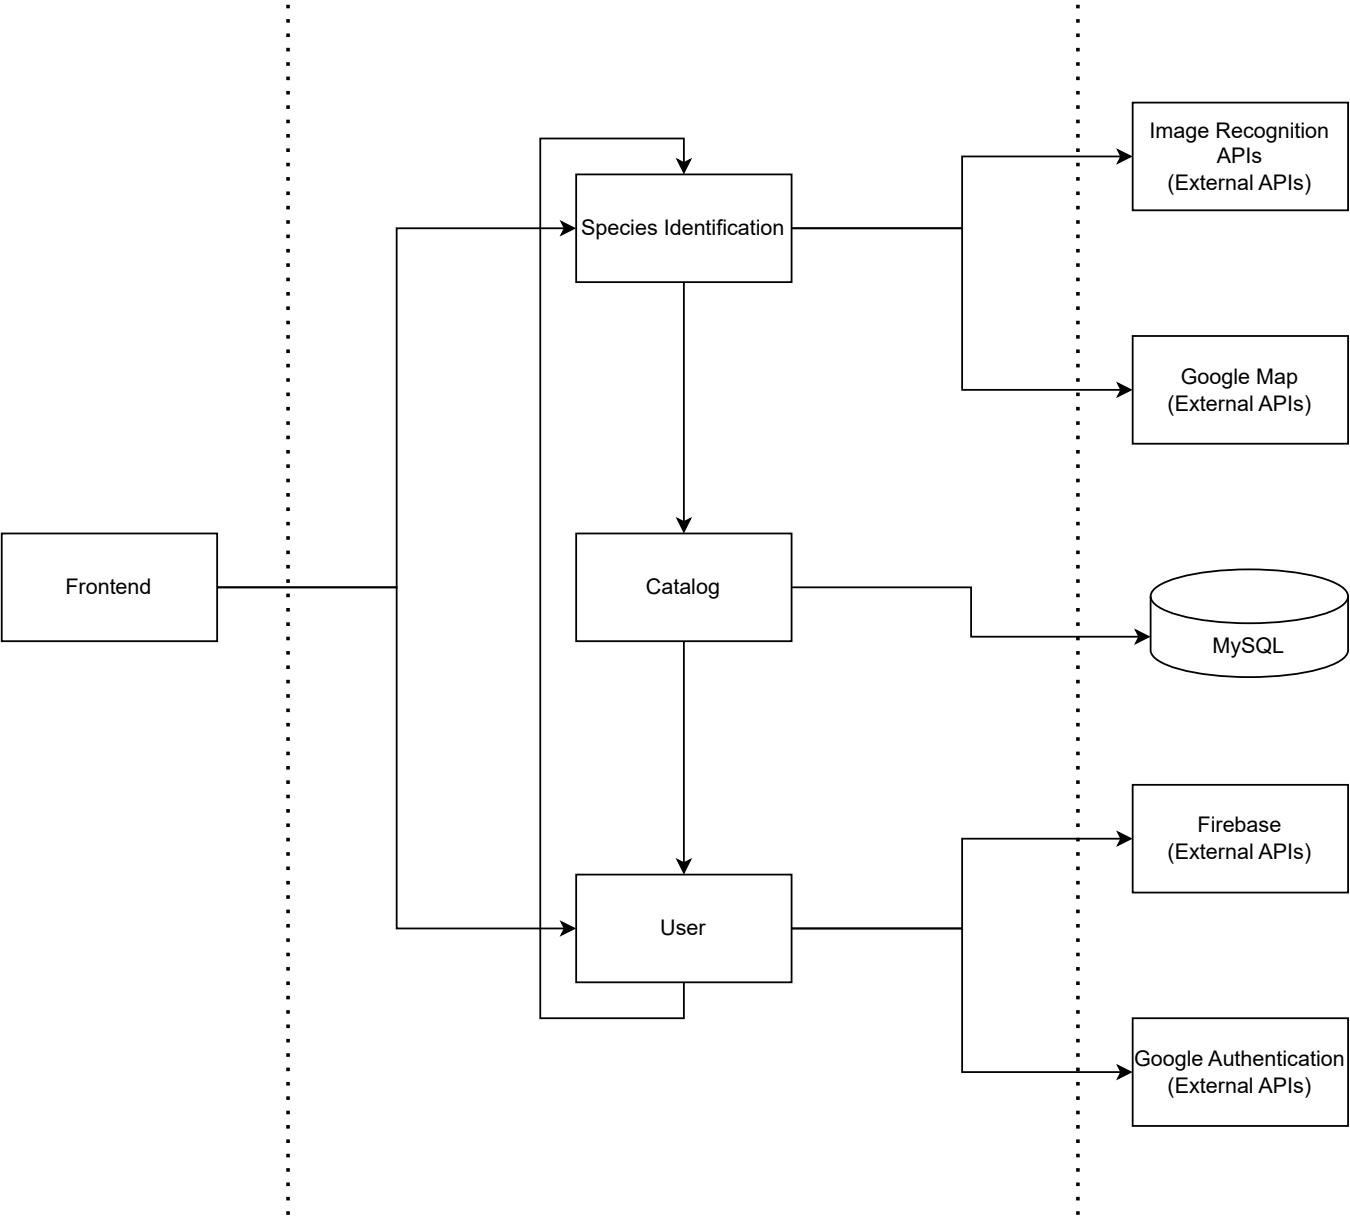 Image Recognition
APIs
(External APIs)
Species Identification
Google Map
(External APIs)
Frontend
Catalog
MySQL
Firebase
(External APIs)
User
Google Authentication
(External APIs)